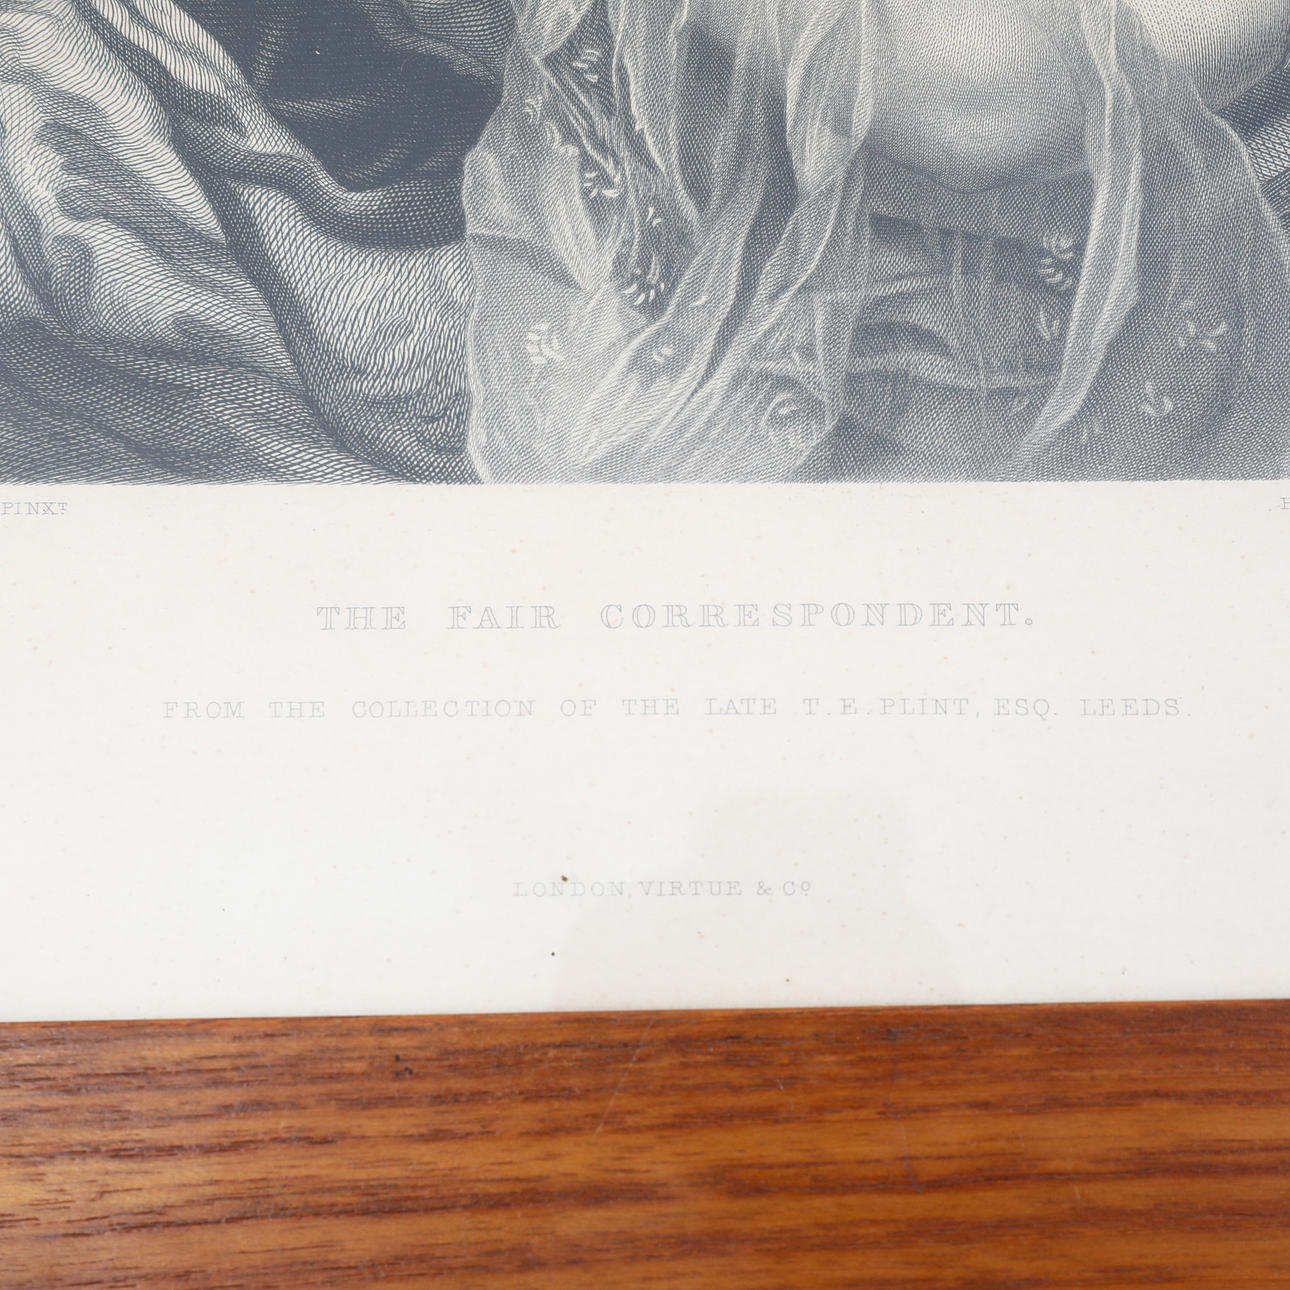 PINXT
THE FAIR CORRESPONDENT.
FROM THE COLLECTION OF THE LATE T. E. PLINT, ESQ. LEEDS.
LONDON, VIRTUE & Co